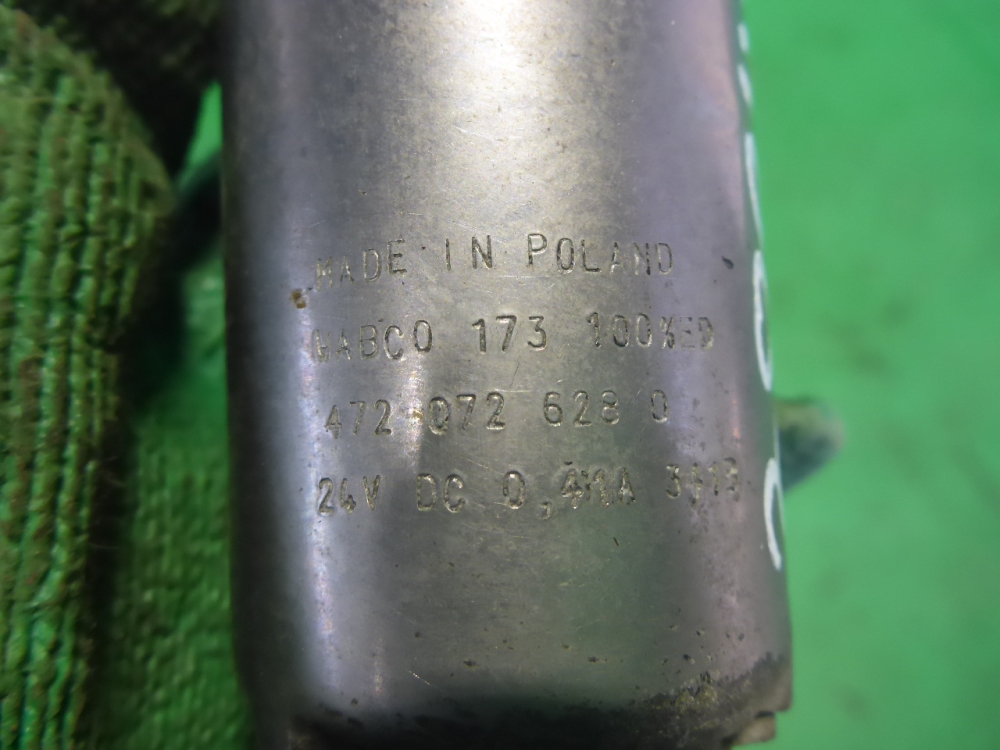 MADE IN POLAND
WABCO 173 100%ED
472 072 628 0
24V DC